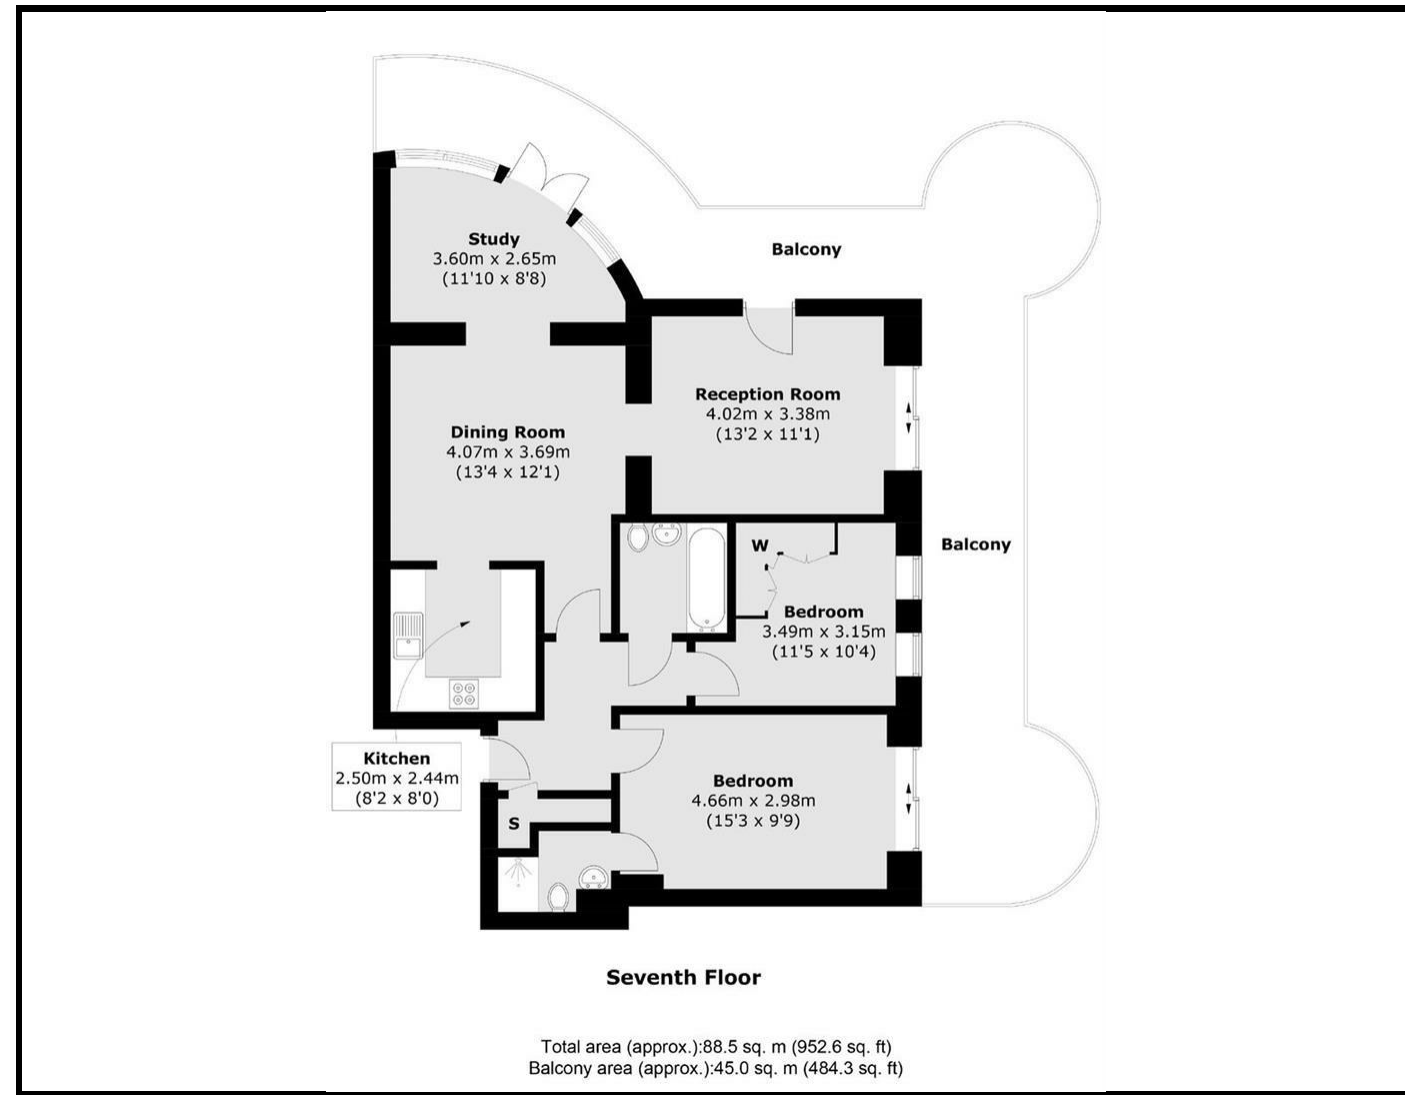 Study
3.60m x 2.65m
(11'10 x 8'8)
Balcony
Reception Room
4.02m x 3.38m
(13'2 x 11'1)
Dining Room
4.07m x 3.69m
(13'4 x 12'1)
W
Balcony
Bedroom
3.49m x 3.15m
(11'5 x 10'4)
Kitchen
2.50m x 2.44m
(8'2 x 8'0)
Bedroom
4.66m x 2.98m
(15'3 x 9'9)
S
Seventh Floor
Total area (approx.):88.5 sq. m (952.6 sq. ft)
Balcony area (approx.):45.0 sq. m (484.3 sq. ft)